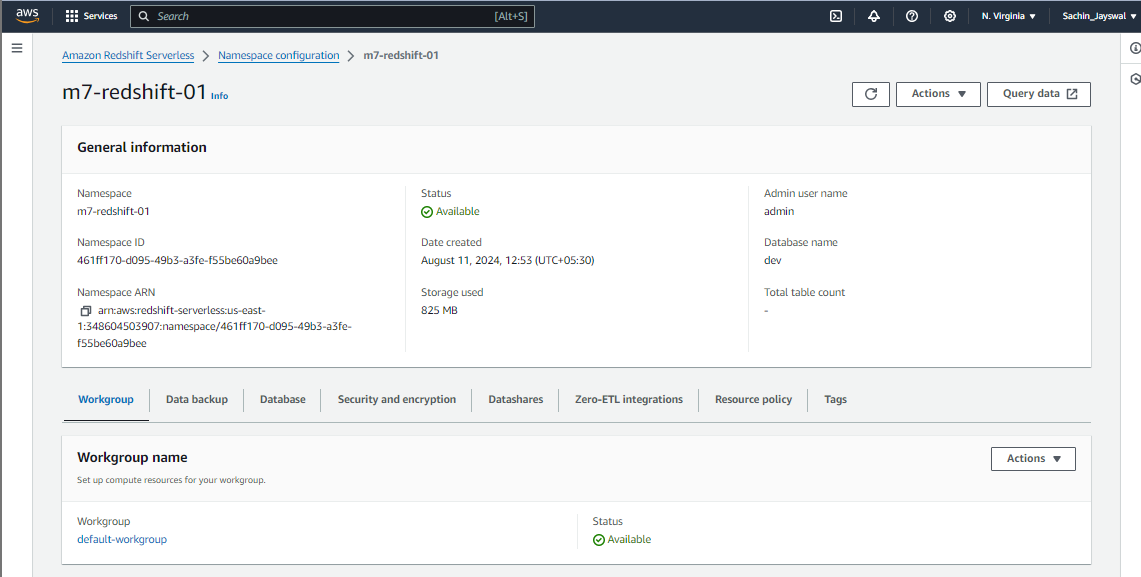 aws
Services
Search
[Alt+S]
N. Virginia
Sachin_Jayswal
Amazon Redshift Serverless
Namespace configuration
m7-redshift-01
m7-redshift-01 Info
Actions
Query data
General information
Namespace
m7-redshift-01
Namespace ID
461ff170-d095-49b3-a3fe-f55be60a9bee
Namespace ARN
arn:aws:redshift-serverless:us-east-
1:348604503907:namespace/461ff170-d095-49b3-a3fe-
f55be60a9bee
Status
Available
Date created
August 11, 2024, 12:53 (UTC+05:30)
Storage used
825 MB
Admin user name
admin
Database name
dev
Total table count
-
Workgroup
Data backup
Database
Security and encryption
Datashares
Zero-ETL integrations
Resource policy
Tags
Workgroup name
Actions
Set up compute resources for your workgroup.
Workgroup
default-workgroup
Status
Available